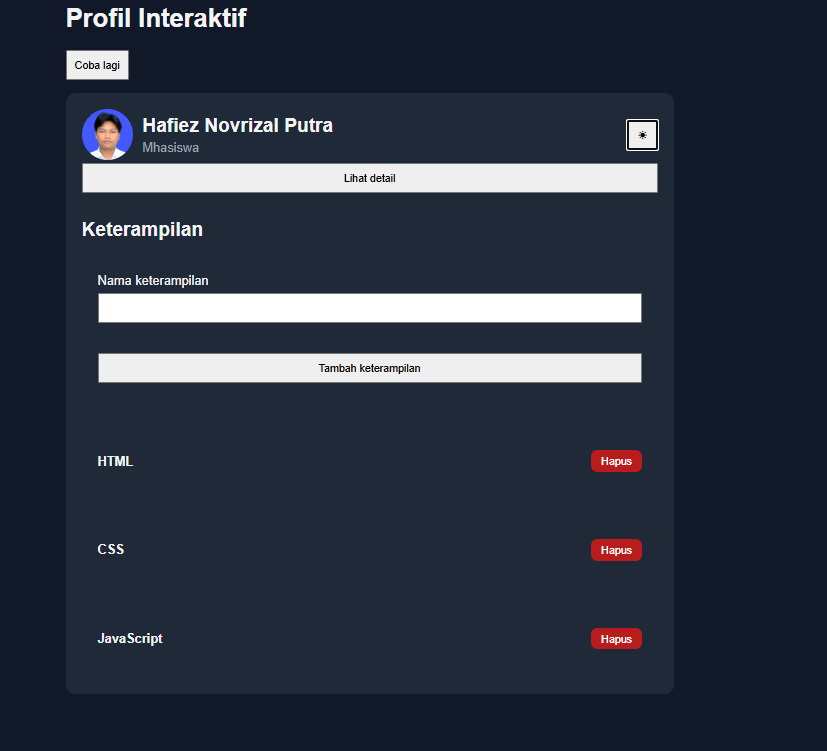 Profil Interaktif
Coba lagi
Hafiez Novrizal Putra
Mhasiswa
☀
Lihat detail
Keterampilan
Nama keterampilan
Tambah keterampilan
HTML
Hapus
CSS
Hapus
JavaScript
Hapus